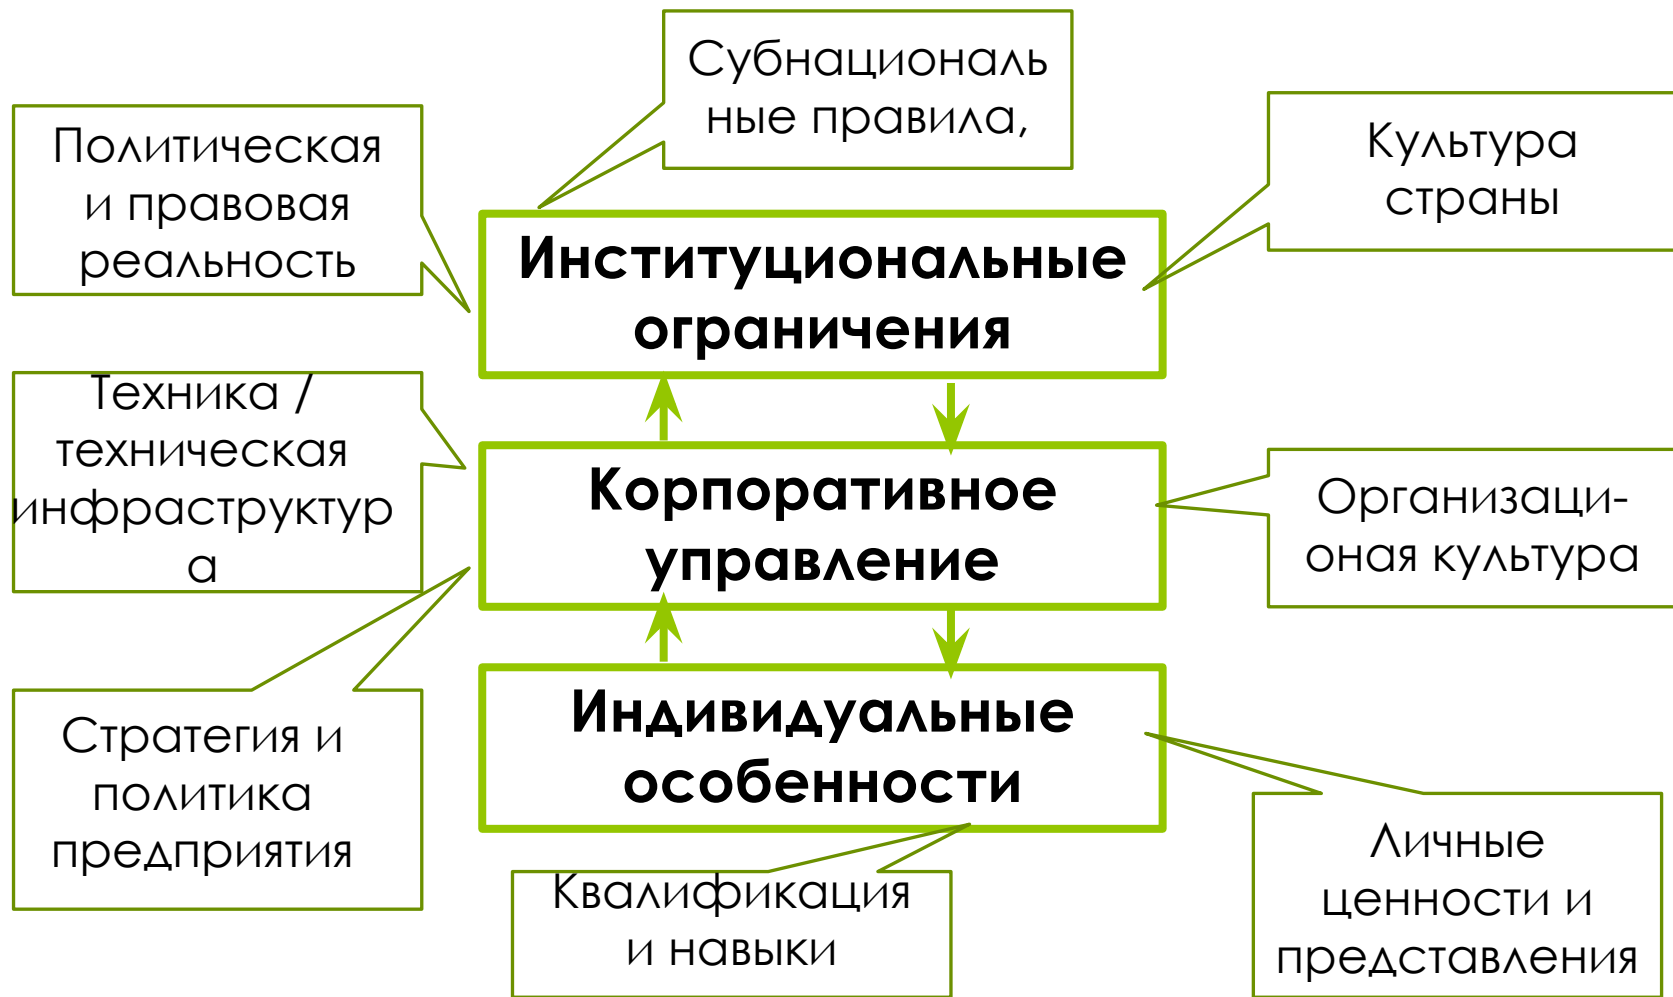 Субнациональ
ные правила,
Политическая
и правовая
реальность
Культура
страны
Институциональные
ограничения
Техника /
техническая
инфраструктур
а
Корпоративное
управление
Организаци-
оная культура
Стратегия и
политика
предприятия
Индивидуальные
особенности
Квалификация
и навыки
Личные
ценности и
представления